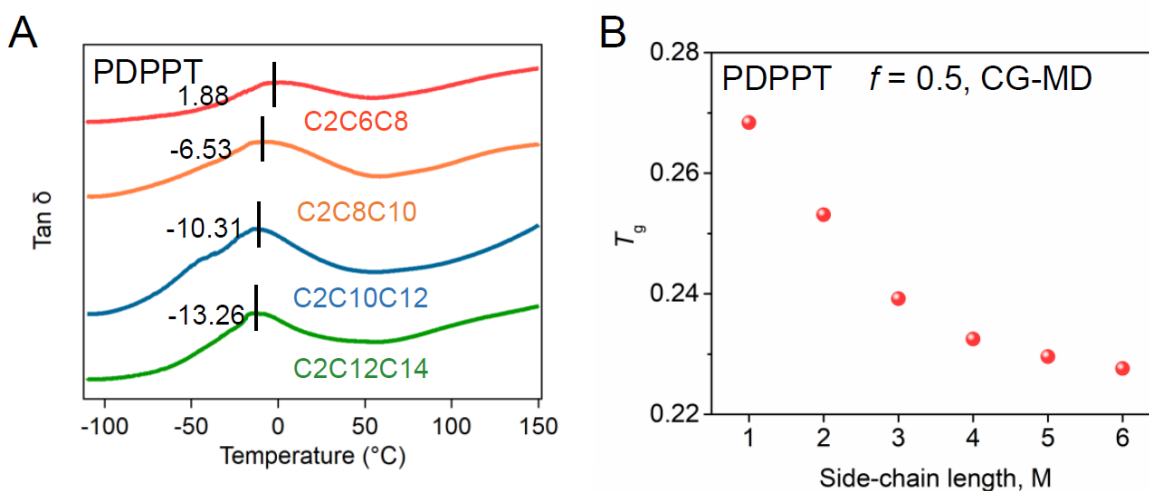 A
PDPPT
1.88
C2C6C8
-6.53
C2C8C10
-10.31
C2C10C12
-13.26
C2C12C14
Tan δ
-100 -50 0 50 100 150
Temperature (°C)
B
PDPPT f = 0.5, CG-MD
0.28
0.26
0.24
0.22
Tg
1 2 3 4 5 6
Side-chain length, M